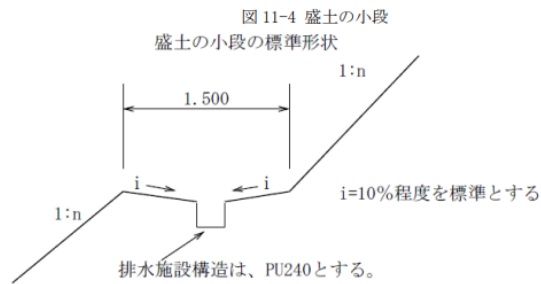 図 11-4 盛土の小段
盛土の小段の標準形状
1:n
1.500
i
i
i=10%程度を標準とする
1:n
排水施設構造は、PU240とする。